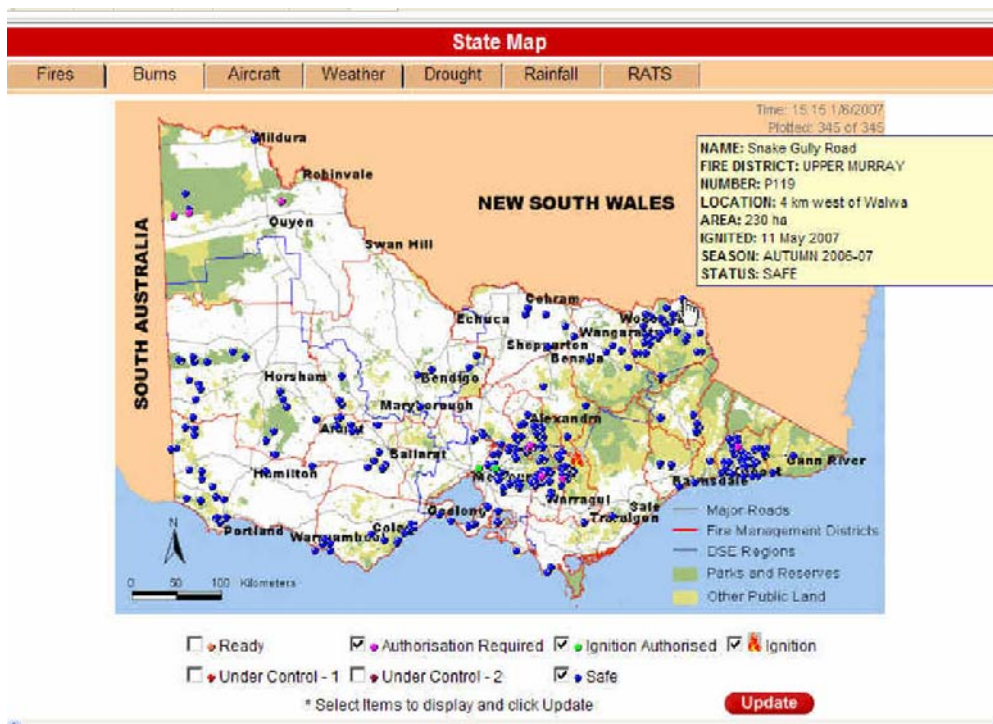 State Map
Fires Burns Aircraft Weather Drought Rainfall RATS
Time: 15:15 1/6/2007
Plotted: 345 of 345
NAME: Snake Gully Road
FIRE DISTRICT: UPPER MURRAY
NUMBER: P119
LOCATION: 4 km west of Walwa
AREA: 230 ha
IGNITED: 11 May 2007
SEASON: AUTUMN 2006-07
STATUS: SAFE
NEW SOUTH WALES
SOUTH AUSTRALIA
Mildura
Robinvale
Ouyen
Swan Hill
Cobram
Echuca
Wangaratta
Shepparton
Benalla
Horsham
Bendigo
Maryborough
Alexandra
Ararat
Ballarat
Cann River
Hamilton
Bairnsdale
Geelong
Warragul
Sale
Traralgon
Portland
Warrnambool
N
0 50 100 Kilometers
Major Roads
Fire Management Districts
DSE Regions
Parks and Reserves
Other Public Land
Ready Authorisation Required Ignition Authorised Ignition
Under Control - 1 Under Control - 2 Safe
* Select Items to display and click Update
Update